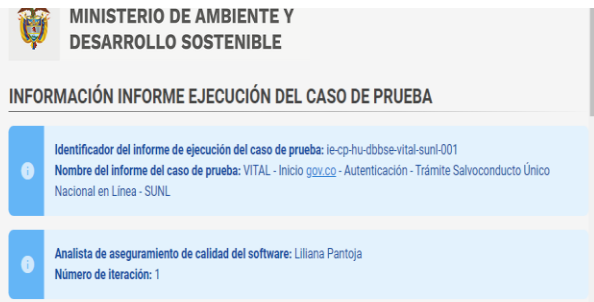 MINISTERIO DE AMBIENTE Y
DESARROLLO SOSTENIBLE
INFORMACIÓN INFORME EJECUCIÓN DEL CASO DE PRUEBA
Identificador del informe de ejecución del caso de prueba: ie-cp-hu-dbbse-vital-sunl-001
Nombre del informe del caso de prueba: VITAL - Inicio gov.co - Autenticación - Trámite Salvoconducto Único
Nacional en Línea - SUNL
Analista de aseguramiento de calidad del software: Liliana Pantoja
Número de iteración: 1